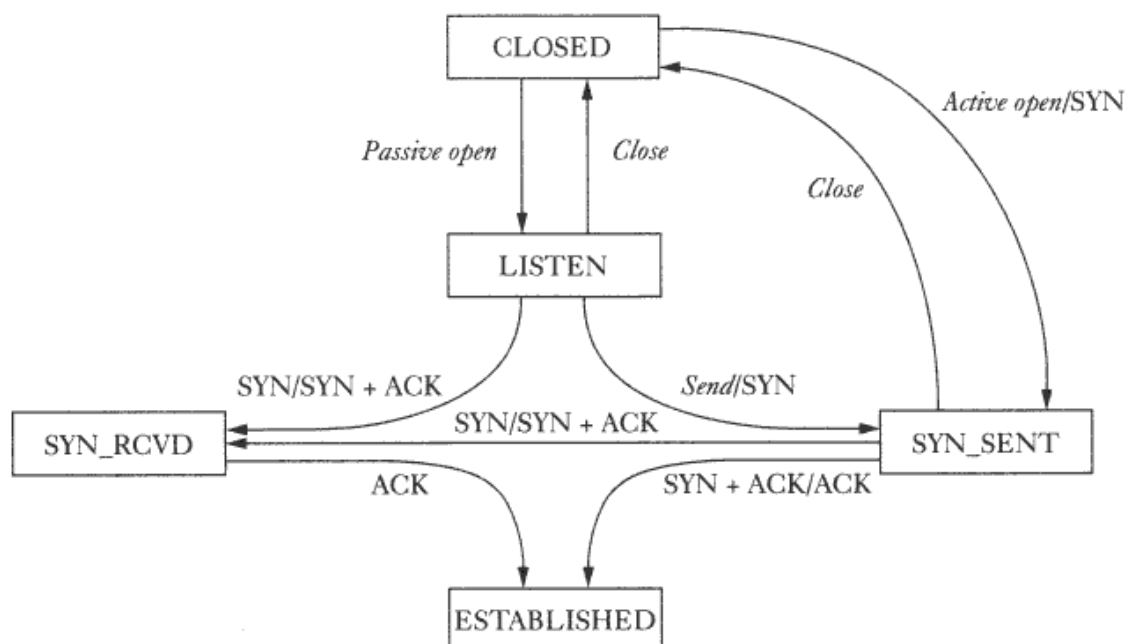 CLOSED
Active open/SYN
Passive open
Close
Close
LISTEN
SYN/SYN + ACK
Send/SYN
SYN/SYN + ACK
SYN_RCVD
SYN_SENT
ACK
SYN + ACK/ACK
ESTABLISHED